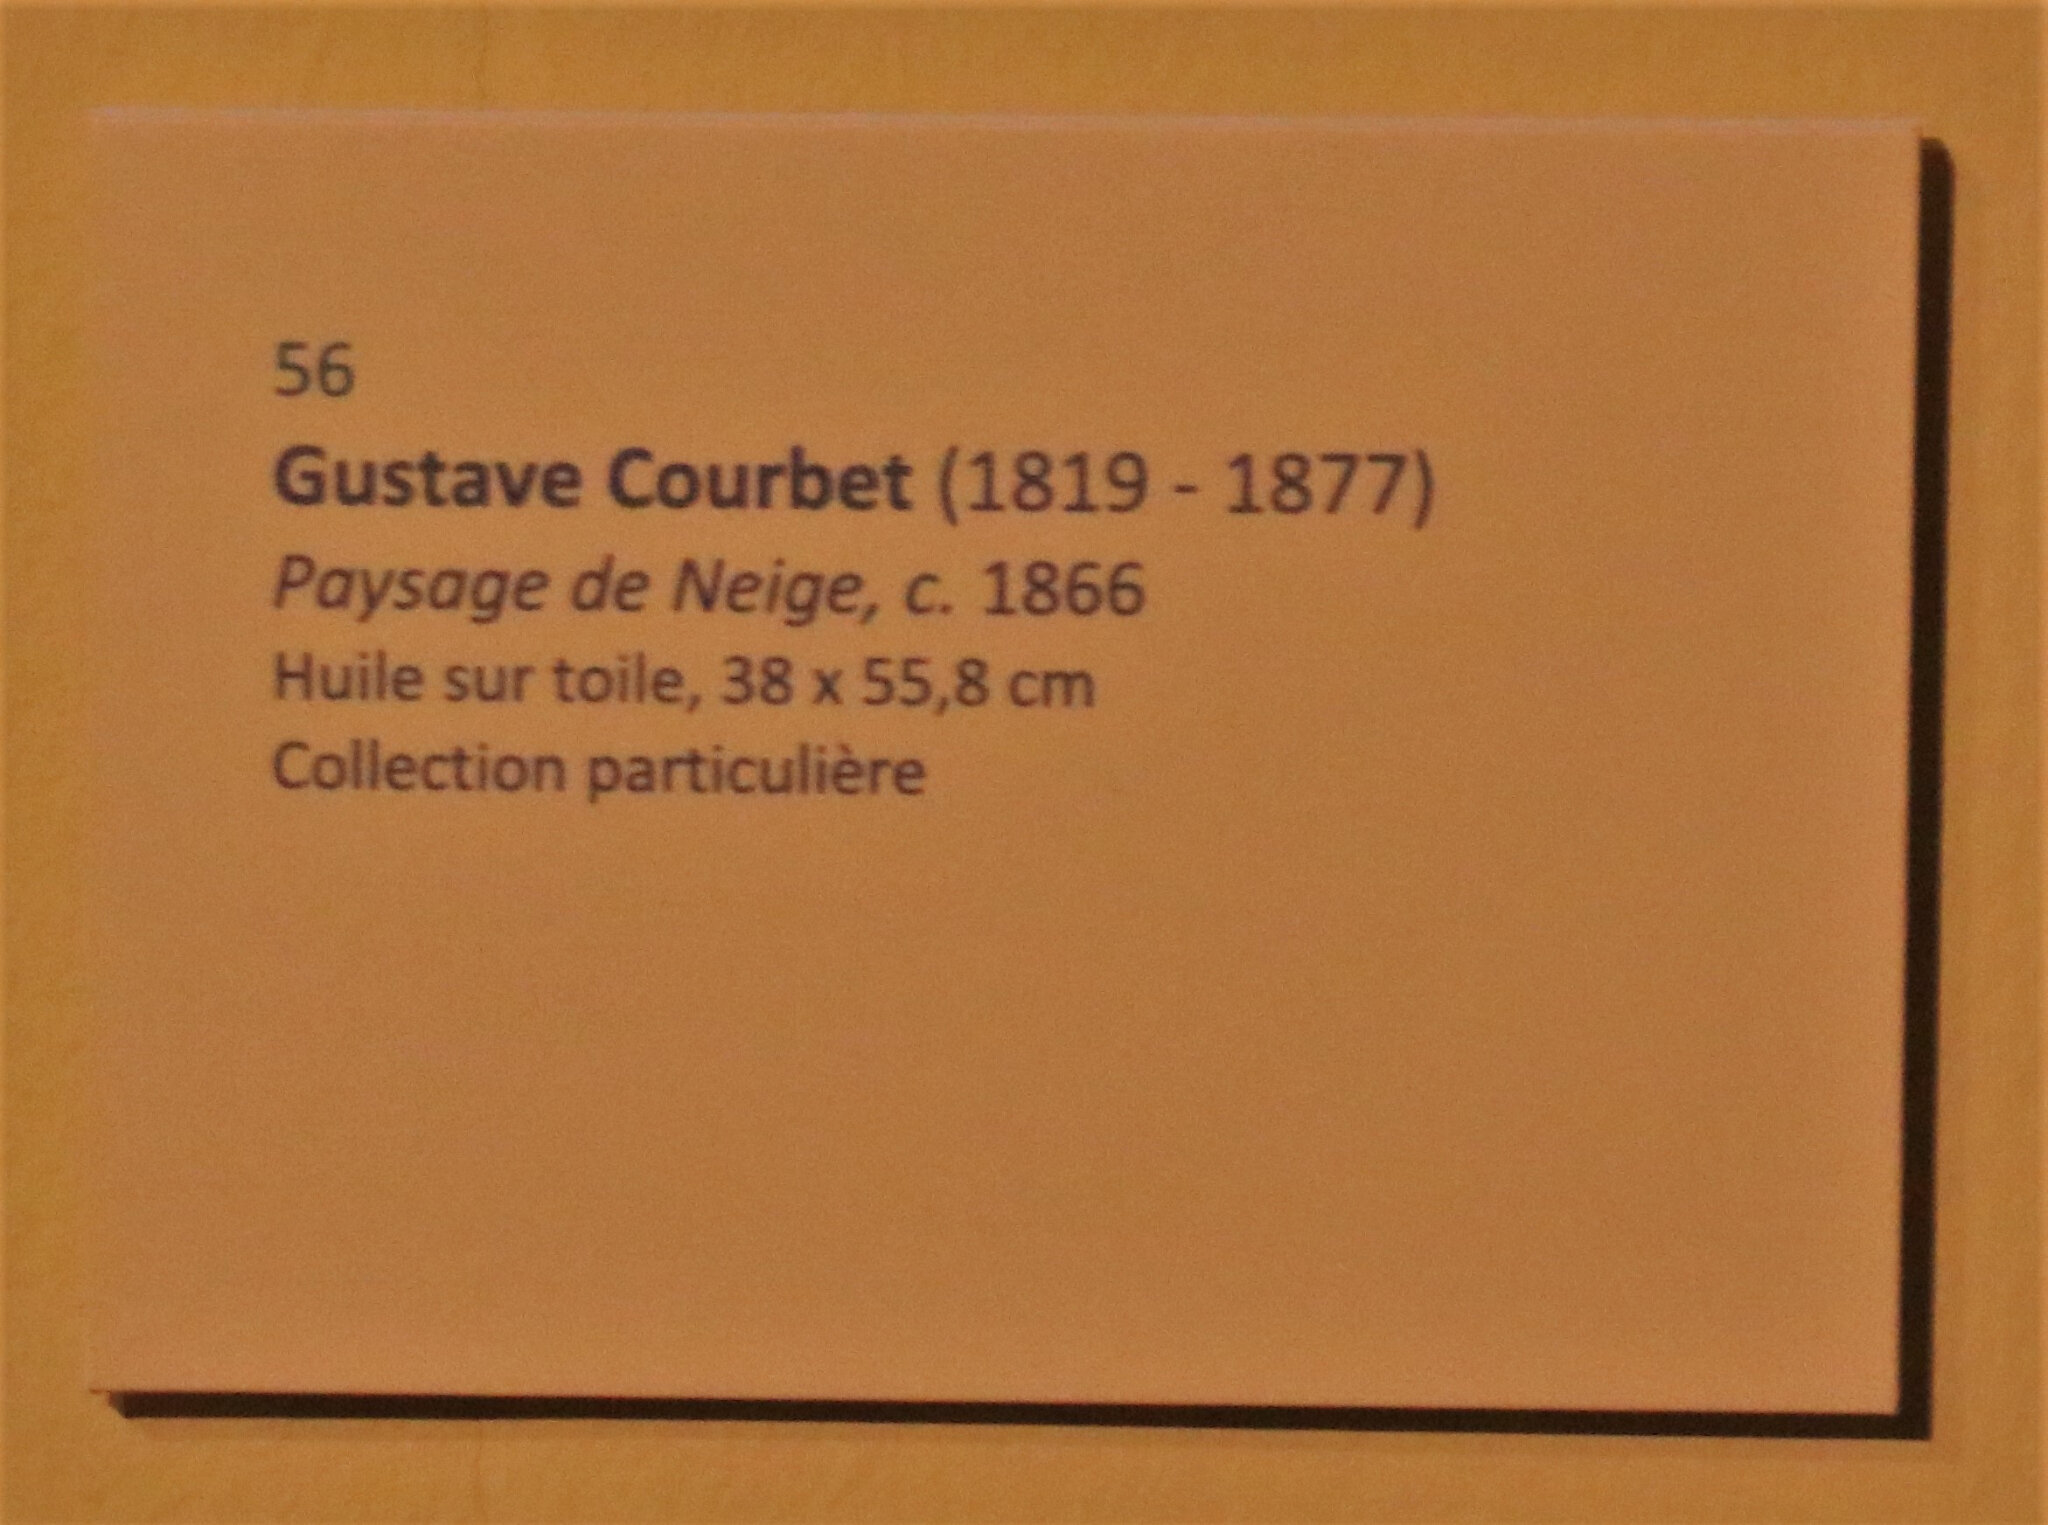 56
Gustave Courbet (1819 - 1877)
Paysage de Neige, c. 1866
Huile sur toile, 38 x 55,8 cm
Collection particulière